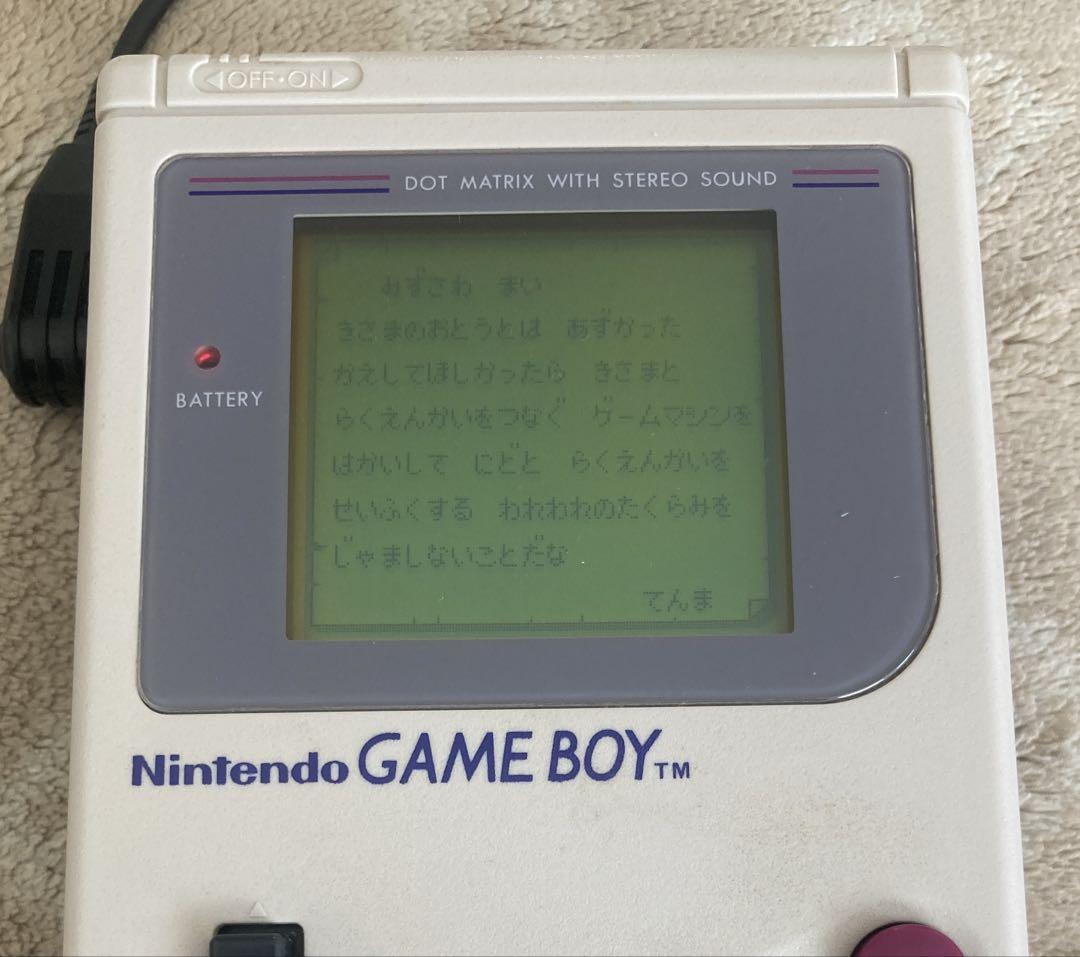 OFF•ON
DOT MATRIX WITH STEREO SOUND
みずさわ まい
きさまのおとうとは あずかった
かえしてほしかったら きさまと
らくえんかいをつなぐ ゲームマシンを
はかいして にどと らくえんかいを
せいふくする われわれのたくらみを
じゃましないことだな
てんま
BATTERY
Nintendo GAME BOY TM